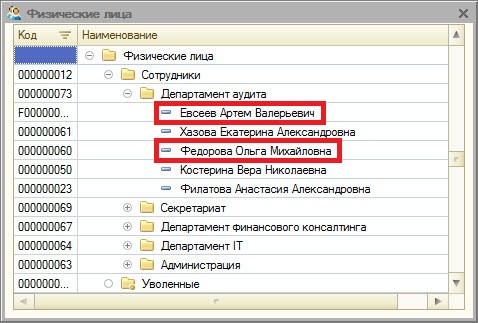 Физические лица
Код Наименование
Физические лица
000000012 Сотрудники
000000073 Департамент аудита
F000000... Евсеев Артем Валерьевич
000000061 Хазова Екатерина Александровна
000000060 Федорова Ольга Михайловна
000000050 Костерина Вера Николаевна
000000023 Филатова Анастасия Александровна
000000069 Секретариат
000000067 Департамент финансового консалтинга
000000064 Департамент IT
000000063 Администрация
0000000... Уволенные